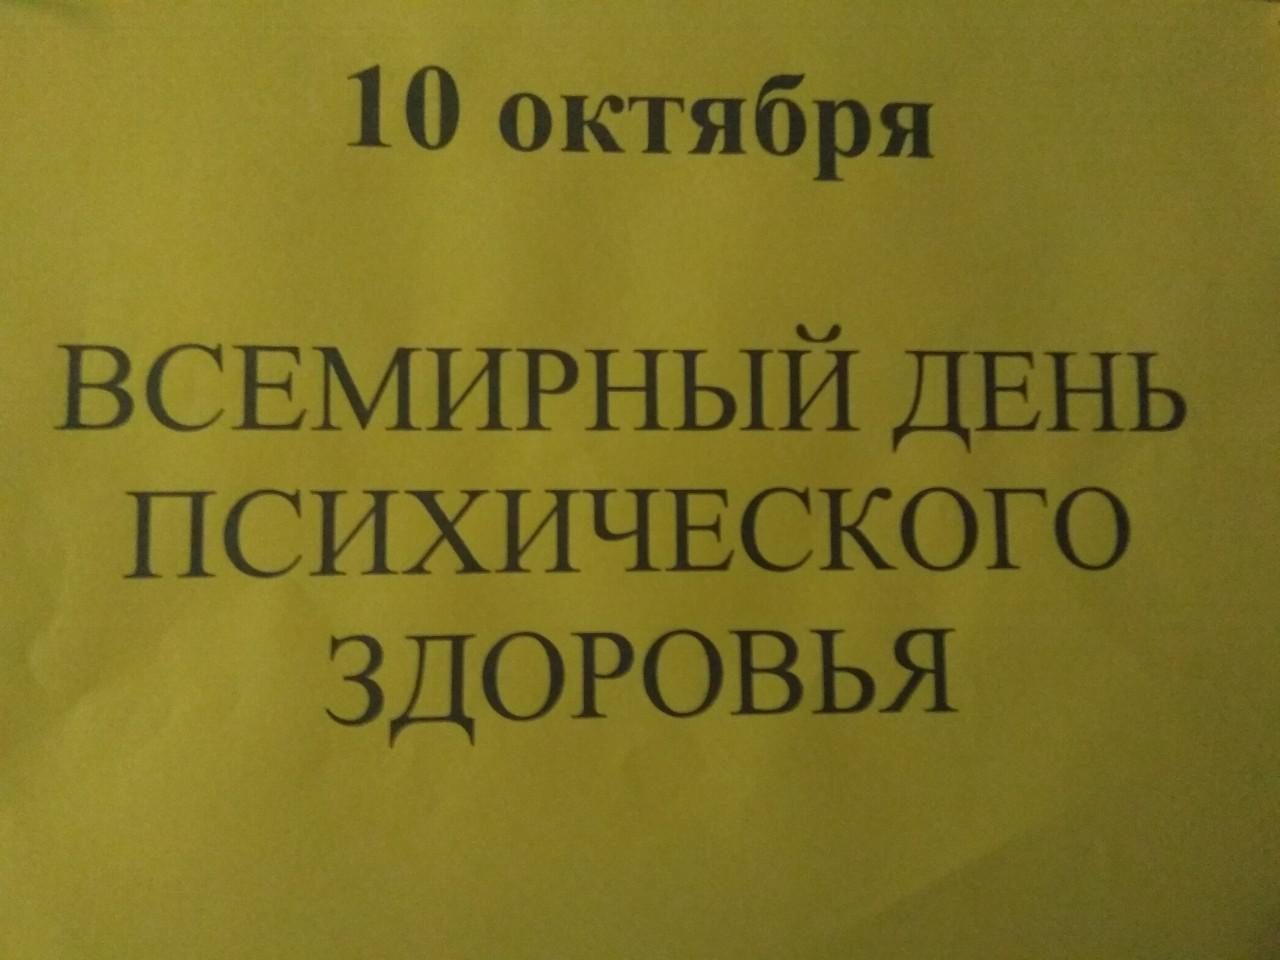 10 октября
ВСЕМИРНЫЙ ДЕНЬ
ПСИХИЧЕСКОГО
ЗДОРОВЬЯ